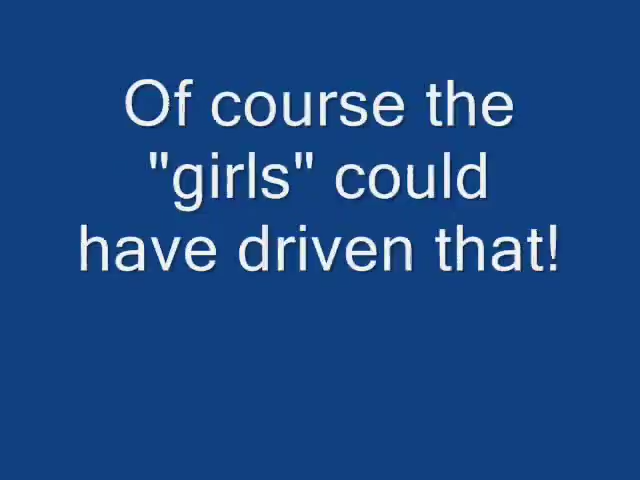 Of course the
"girls" could
have driven that!